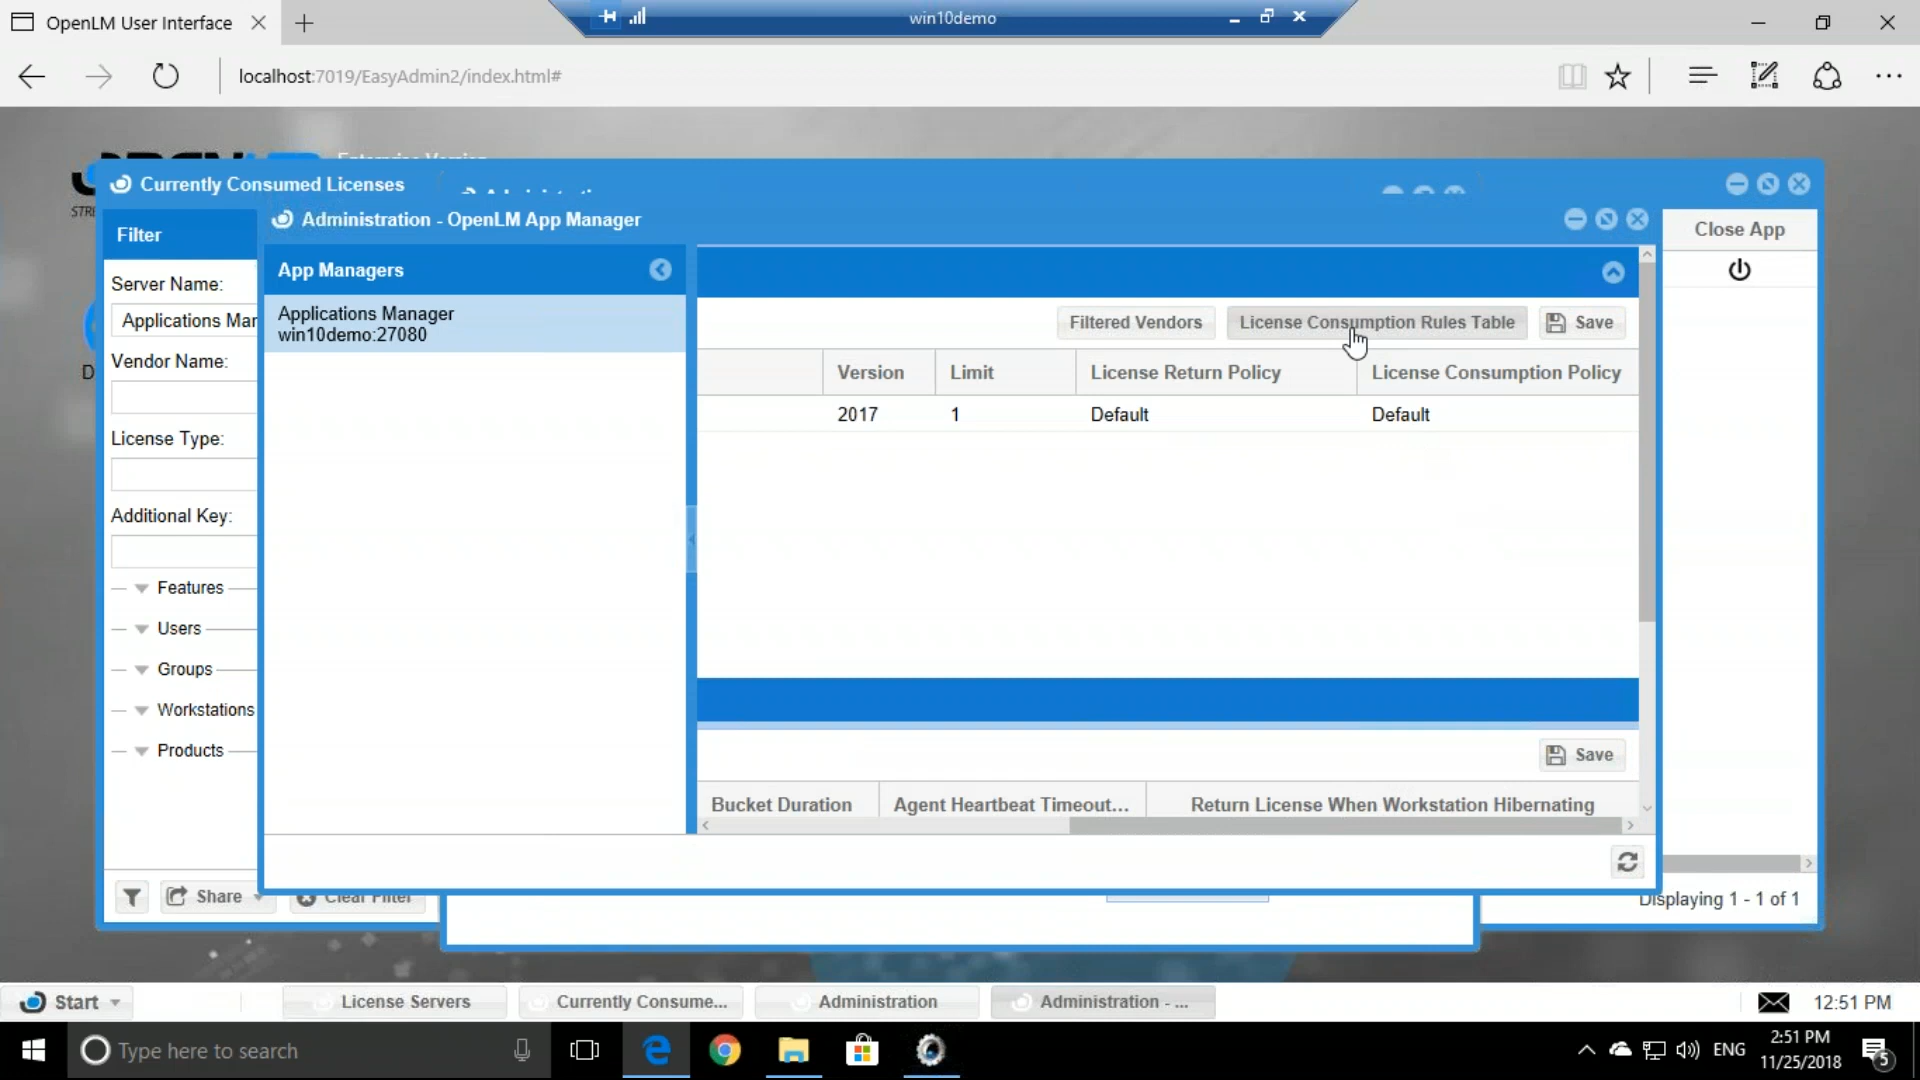 OpenLM User Interface
win10demo
localhost:7019/EasyAdmin2/index.html#
Currently Consumed Licenses
Administration - OpenLM App Manager
Filter
App Managers
Close App
Server Name:
Applications Manager
win10demo:27080
Applications Mar
Filtered Vendors
License Consumption Rules Table
Save
Vendor Name:
Version
Limit
License Return Policy
License Consumption Policy
2017
1
Default
Default
License Type:
Additional Key:
Features
Users
Groups
Workstations
Products
Save
Bucket Duration
Agent Heartbeat Timeout...
Return License When Workstation Hibernating
Share
Clear Filter
Displaying 1 - 1 of 1
Start
License Servers
Currently Consume...
Administration
Administration - ...
12:51 PM
Type here to search
ENG
2:51 PM
11/25/2018
5